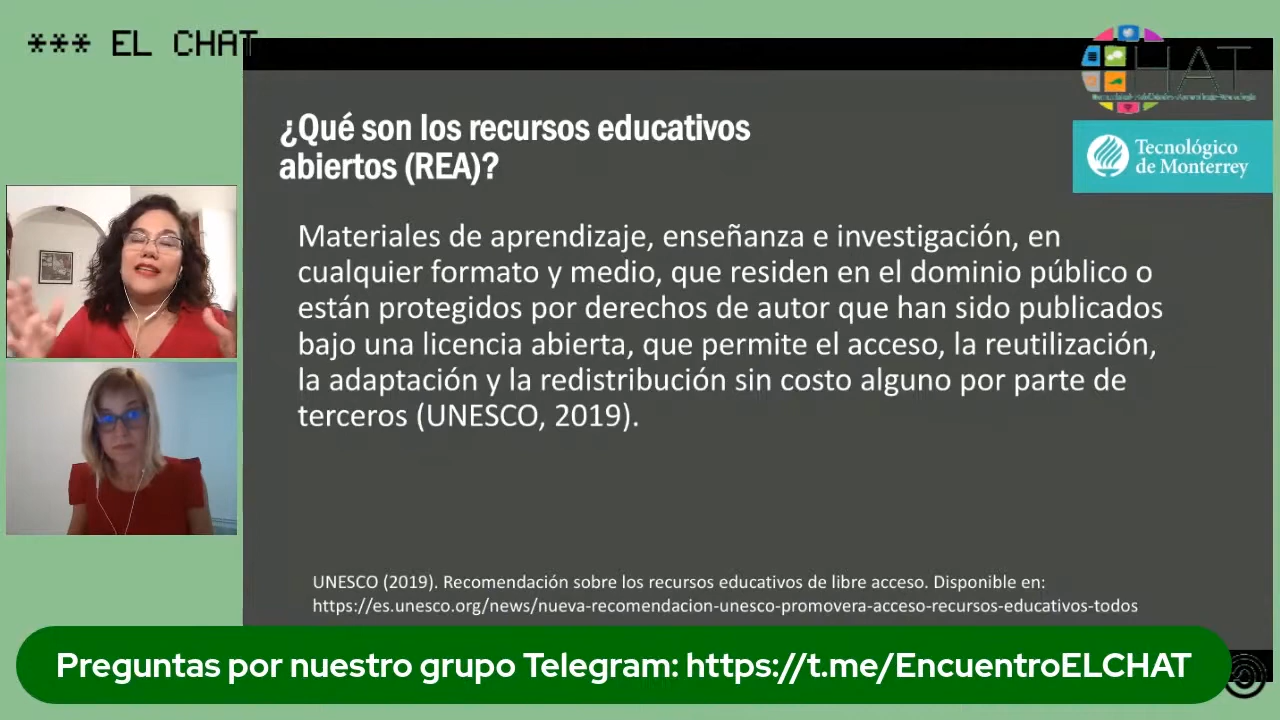 *** EL CHAT
HAT
¿Qué son los recursos educativos
abiertos (REA)?
Tecnológico
de Monterrey
Materiales de aprendizaje, enseñanza e investigación, en
cualquier formato y medio, que residen en el dominio público o
están protegidos por derechos de autor que han sido publicados
bajo una licencia abierta, que permite el acceso, la reutilización,
la adaptación y la redistribución sin costo alguno por parte de
terceros (UNESCO, 2019).
UNESCO (2019). Recomendación sobre los recursos educativos de libre acceso. Disponible en:
https://es.unesco.org/news/nueva-recomendacion-unesco-promovera-acceso-recursos-educativos-todos
Preguntas por nuestro grupo Telegram: https://t.me/EncuentroELCHAT